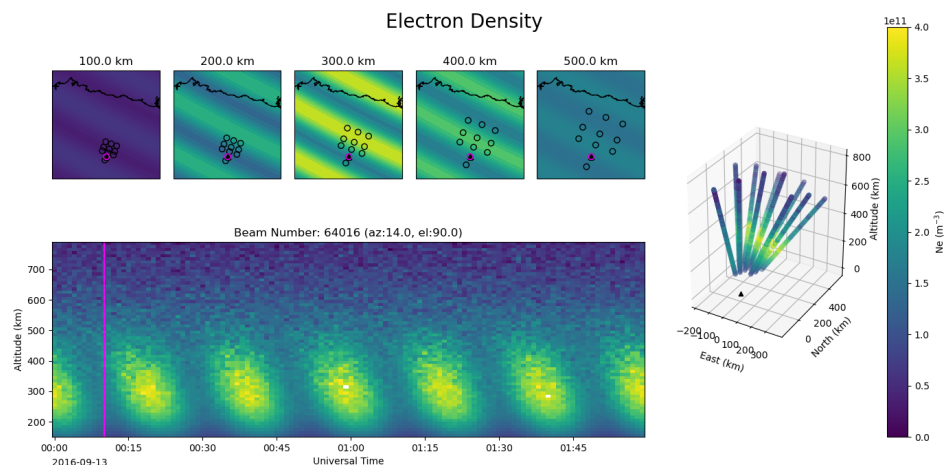 Electron Density
100.0 km
200.0 km
300.0 km
400.0 km
500.0 km
Beam Number: 64016 (az:14.0, el:90.0)
Altitude (km)
700
600
500
400
300
200
00:00
00:15
00:30
00:45
01:00
01:15
01:30
01:45
2016-09-13
Universal Time
800
600
400
200
0
Altitude (km)
−200
−100
0
100
200
300
East (km)
0
200
400
North (km)
1e11
4.0
3.5
3.0
2.5
2.0
1.5
1.0
0.5
0.0
Ne (m⁻³)